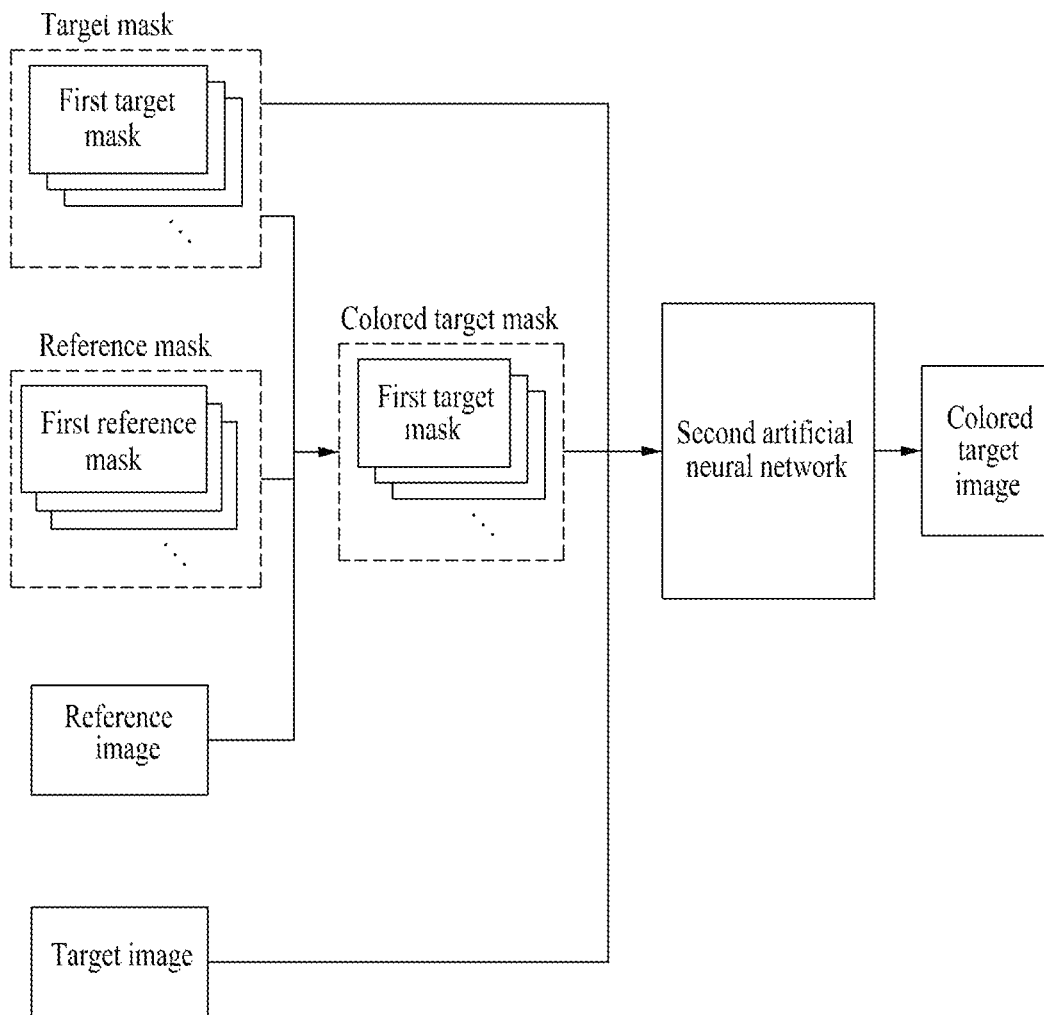 Target mask
First target
mask
Reference mask
First reference
mask
Colored target mask
First target
mask
Second artificial
neural network
Colored
target
image
Reference
image
Target image